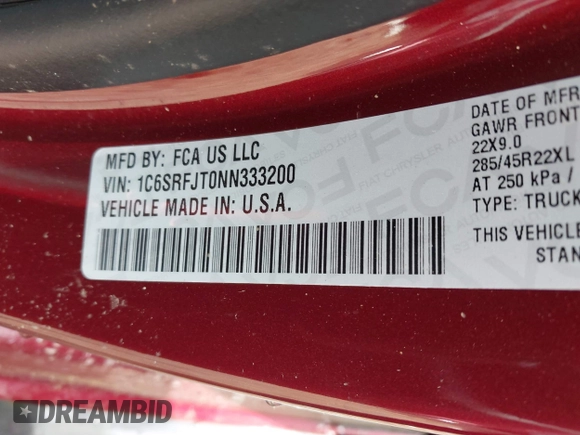 MFD BY: FCA US LLC
VIN: 1C6SRFJT0NN333200
VEHICLE MADE IN: U.S.A.
DATE OF MFR
GAWR FRONT
22X9.0
285/45R22XL
AT 250 kPa /
TYPE: TRUCK
THIS VEHICLE
STAN
DREAMBID